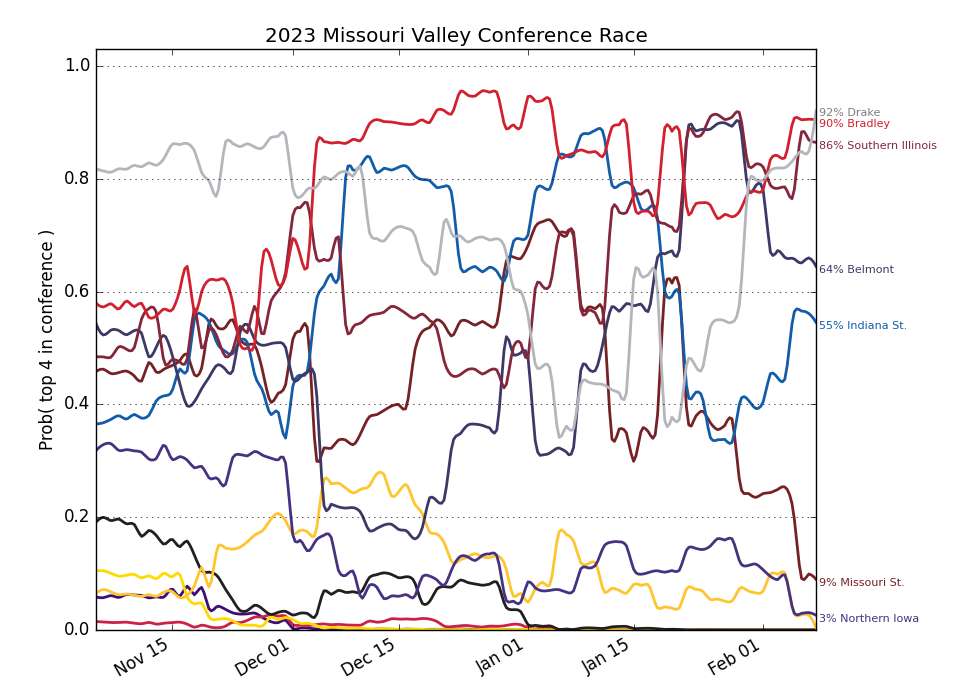 2023 Missouri Valley Conference Race
Prob( top 4 in conference )
1.0
0.8
0.6
0.4
0.2
0.0
Nov 15
Dec 01
Dec 15
Jan 01
Jan 15
Feb 01
92% Drake
90% Bradley
86% Southern Illinois
64% Belmont
55% Indiana St.
9% Missouri St.
3% Northern Iowa